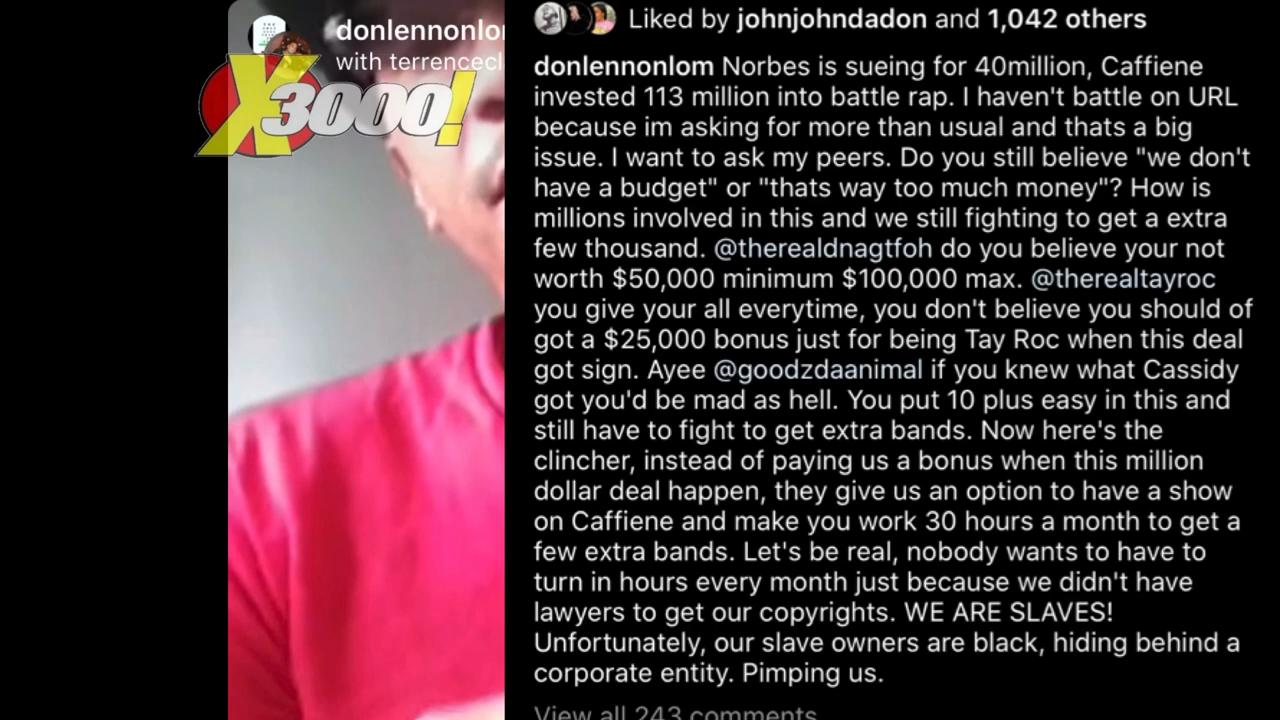 donlennonlo
with terrencecl
X3000!
Liked by johnjohndadon and 1,042 others
donlennonlom Norbes is sueing for 40million, Caffiene
invested 113 million into battle rap. I haven't battle on URL
because im asking for more than usual and thats a big
issue. I want to ask my peers. Do you still believe "we don't
have a budget" or "thats way too much money"? How is
millions involved in this and we still fighting to get a extra
few thousand. @therealdnagtfoh do you believe your not
worth $50,000 minimum $100,000 max. @therealtayroc
you give your all everytime, you don't believe you should of
got a $25,000 bonus just for being Tay Roc when this deal
got sign. Ayee @goodzdaanimal if you knew what Cassidy
got you'd be mad as hell. You put 10 plus easy in this and
still have to fight to get extra bands. Now here's the
clincher, instead of paying us a bonus when this million
dollar deal happen, they give us an option to have a show
on Caffiene and make you work 30 hours a month to get a
few extra bands. Let's be real, nobody wants to have to
turn in hours every month just because we didn't have
lawyers to get our copyrights. WE ARE SLAVES!
Unfortunately, our slave owners are black, hiding behind a
corporate entity. Pimping us.
View all 243 comments